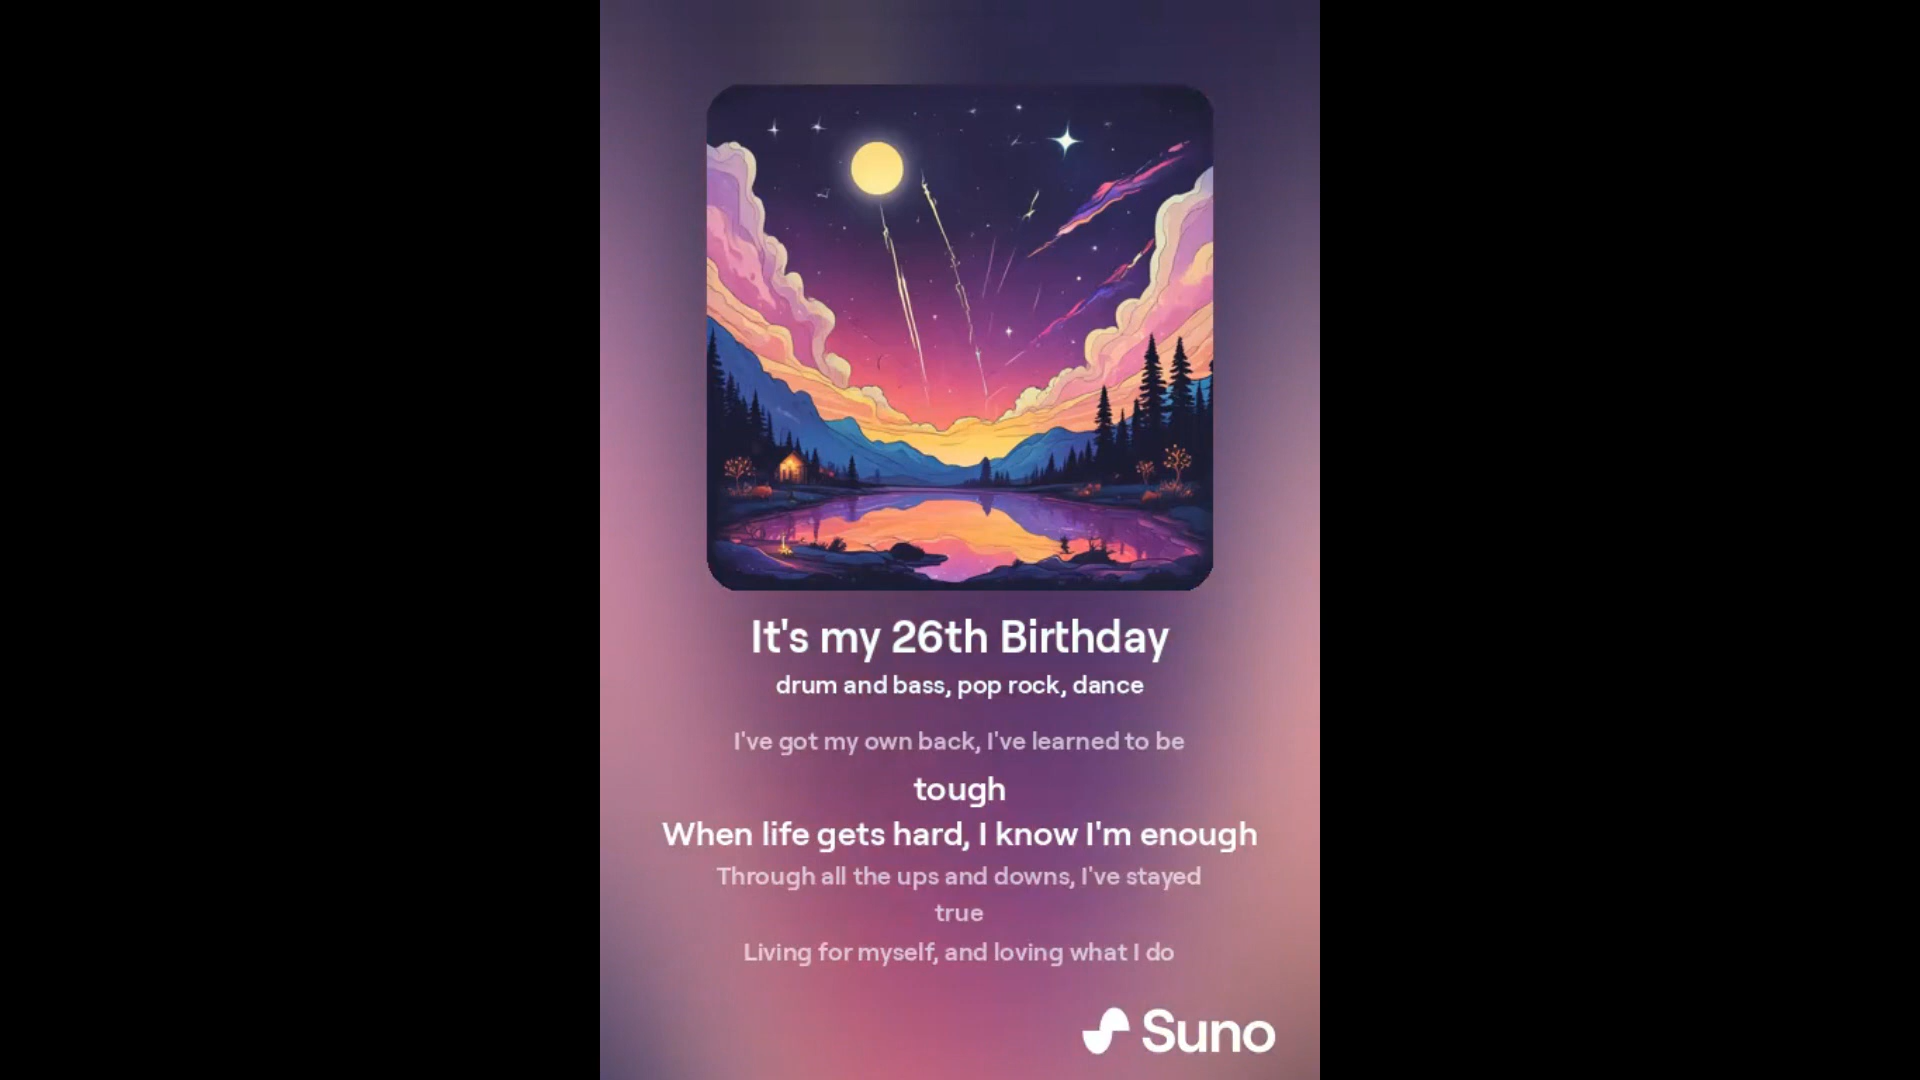 It's my 26th Birthday
drum and bass, pop rock, dance
I've got my own back, I've learned to be
tough
When life gets hard, I know I'm enough
Through all the ups and downs, I've stayed
true
Living for myself, and loving what I do
Suno